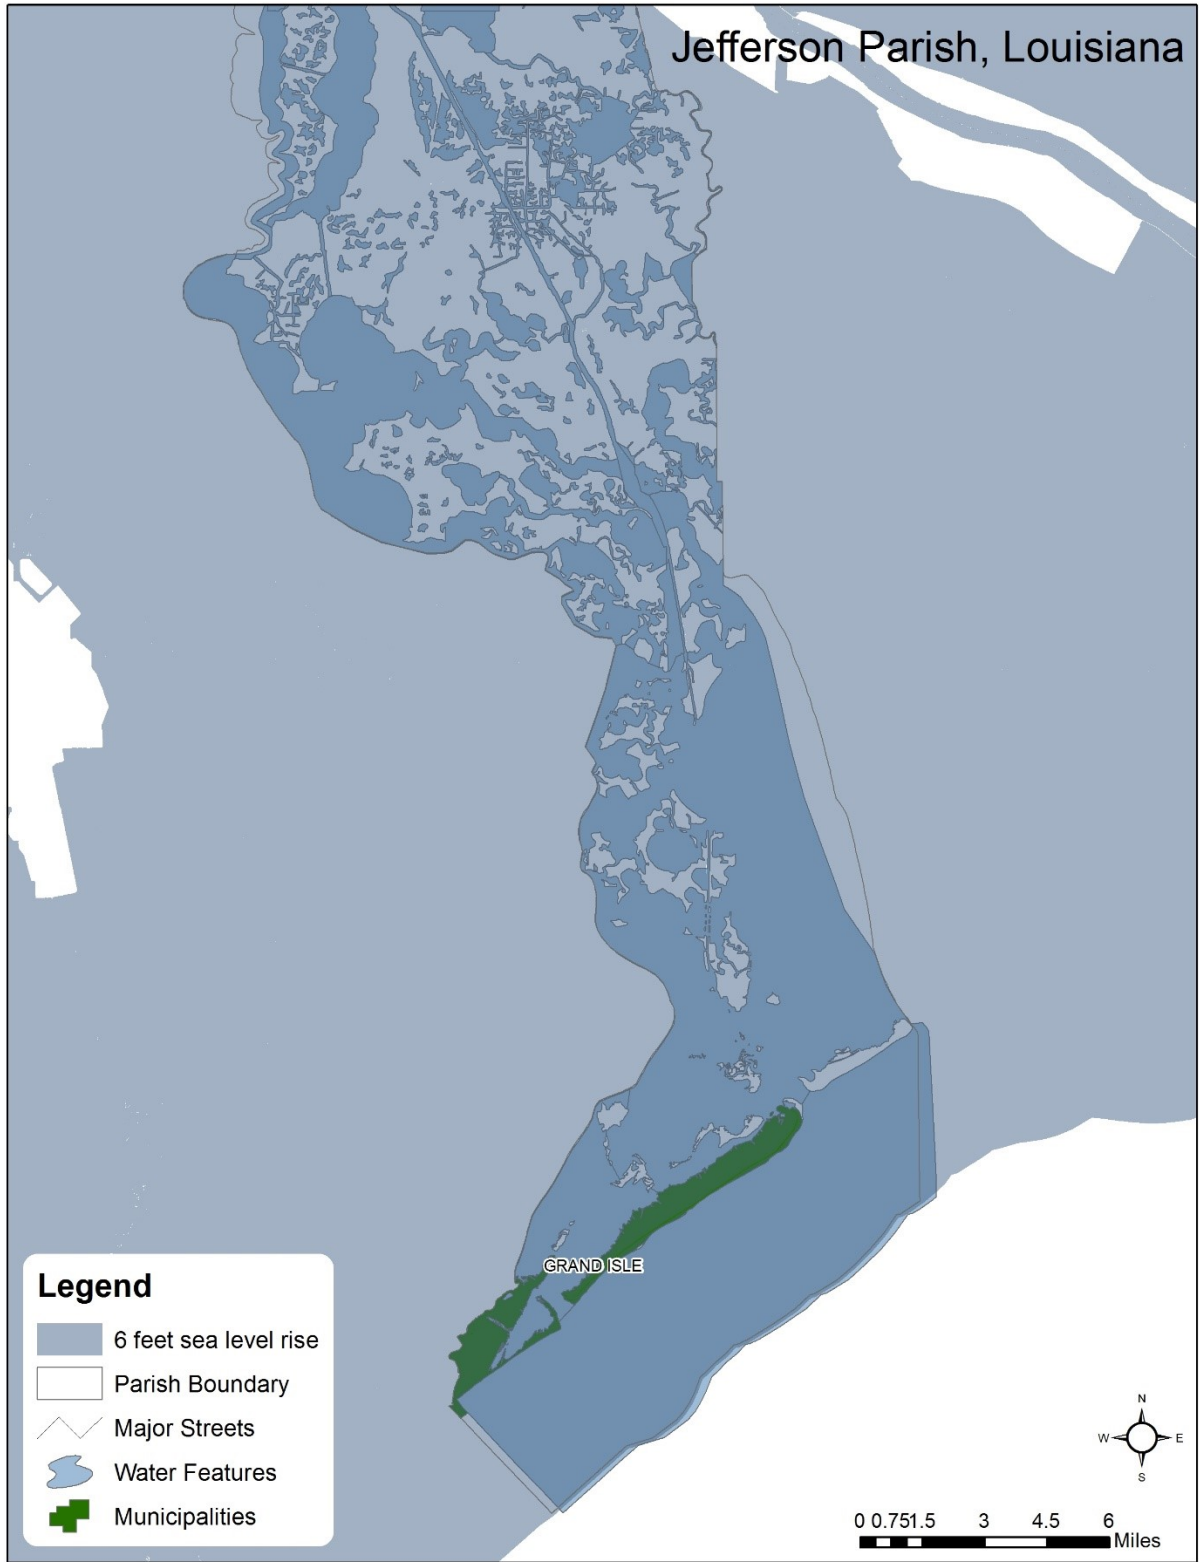 Jefferson Parish, Louisiana
GRAND ISLE
Legend
6 feet sea level rise
Parish Boundary
Major Streets
Water Features
Municipalities
N
W E
S
0 0.751.5 3 4.5 6
Miles